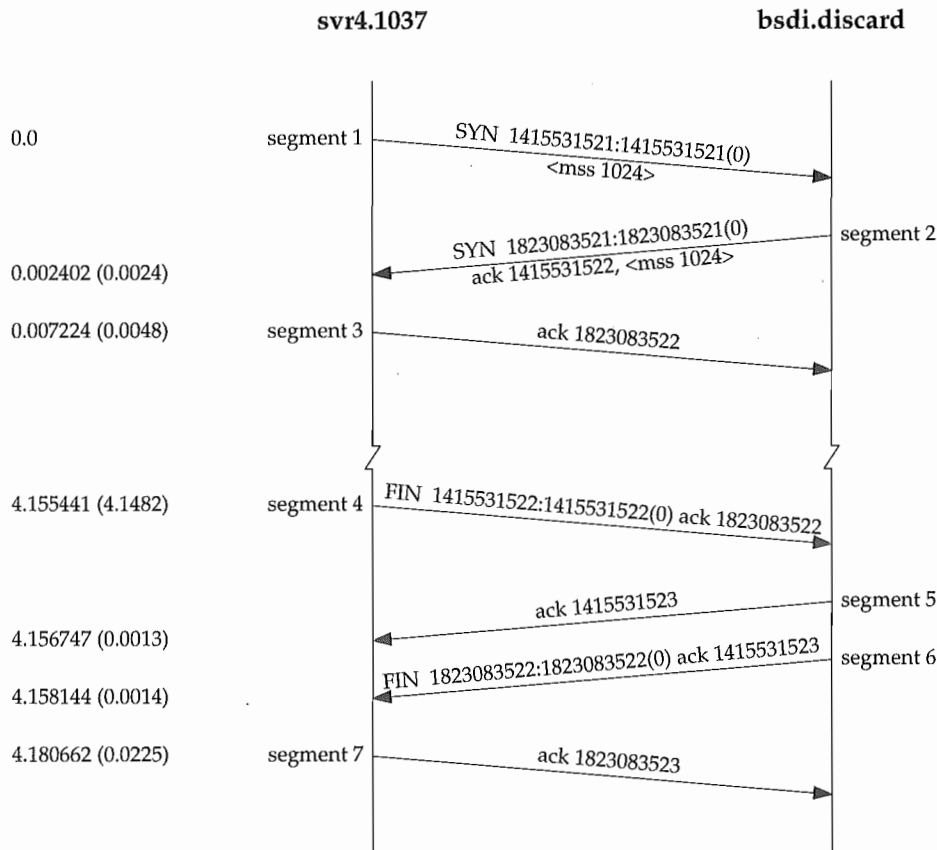 svr4.1037 bsdi.discard
0.0 segment 1 SYN 1415531521:1415531521(0)
<mss 1024>
SYN 1823083521:1823083521(0) segment 2
0.002402 (0.0024) ack 1415531522, <mss 1024>
0.007224 (0.0048) segment 3 ack 1823083522
4.155441 (4.1482) segment 4 FIN 1415531522:1415531522(0) ack 1823083522
ack 1415531523 segment 5
4.156747 (0.0013)
FIN 1823083522:1823083522(0) ack 1415531523 segment 6
4.158144 (0.0014)
4.180662 (0.0225) segment 7 ack 1823083523